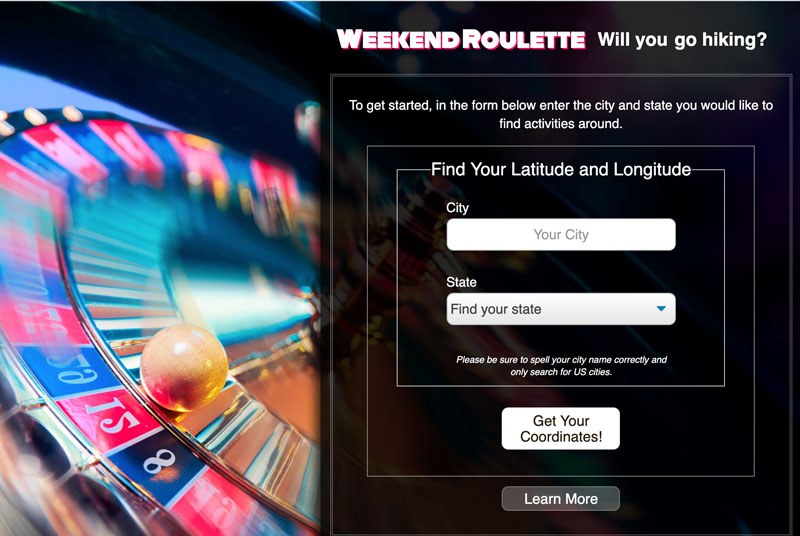 WEEKEND ROULETTE Will you go hiking?
To get started, in the form below enter the city and state you would like to
find activities around.
Find Your Latitude and Longitude
City
Your City
State
Find your state
Please be sure to spell your city name correctly and
only search for US cities.
Get Your
Coordinates!
Learn More
21
8